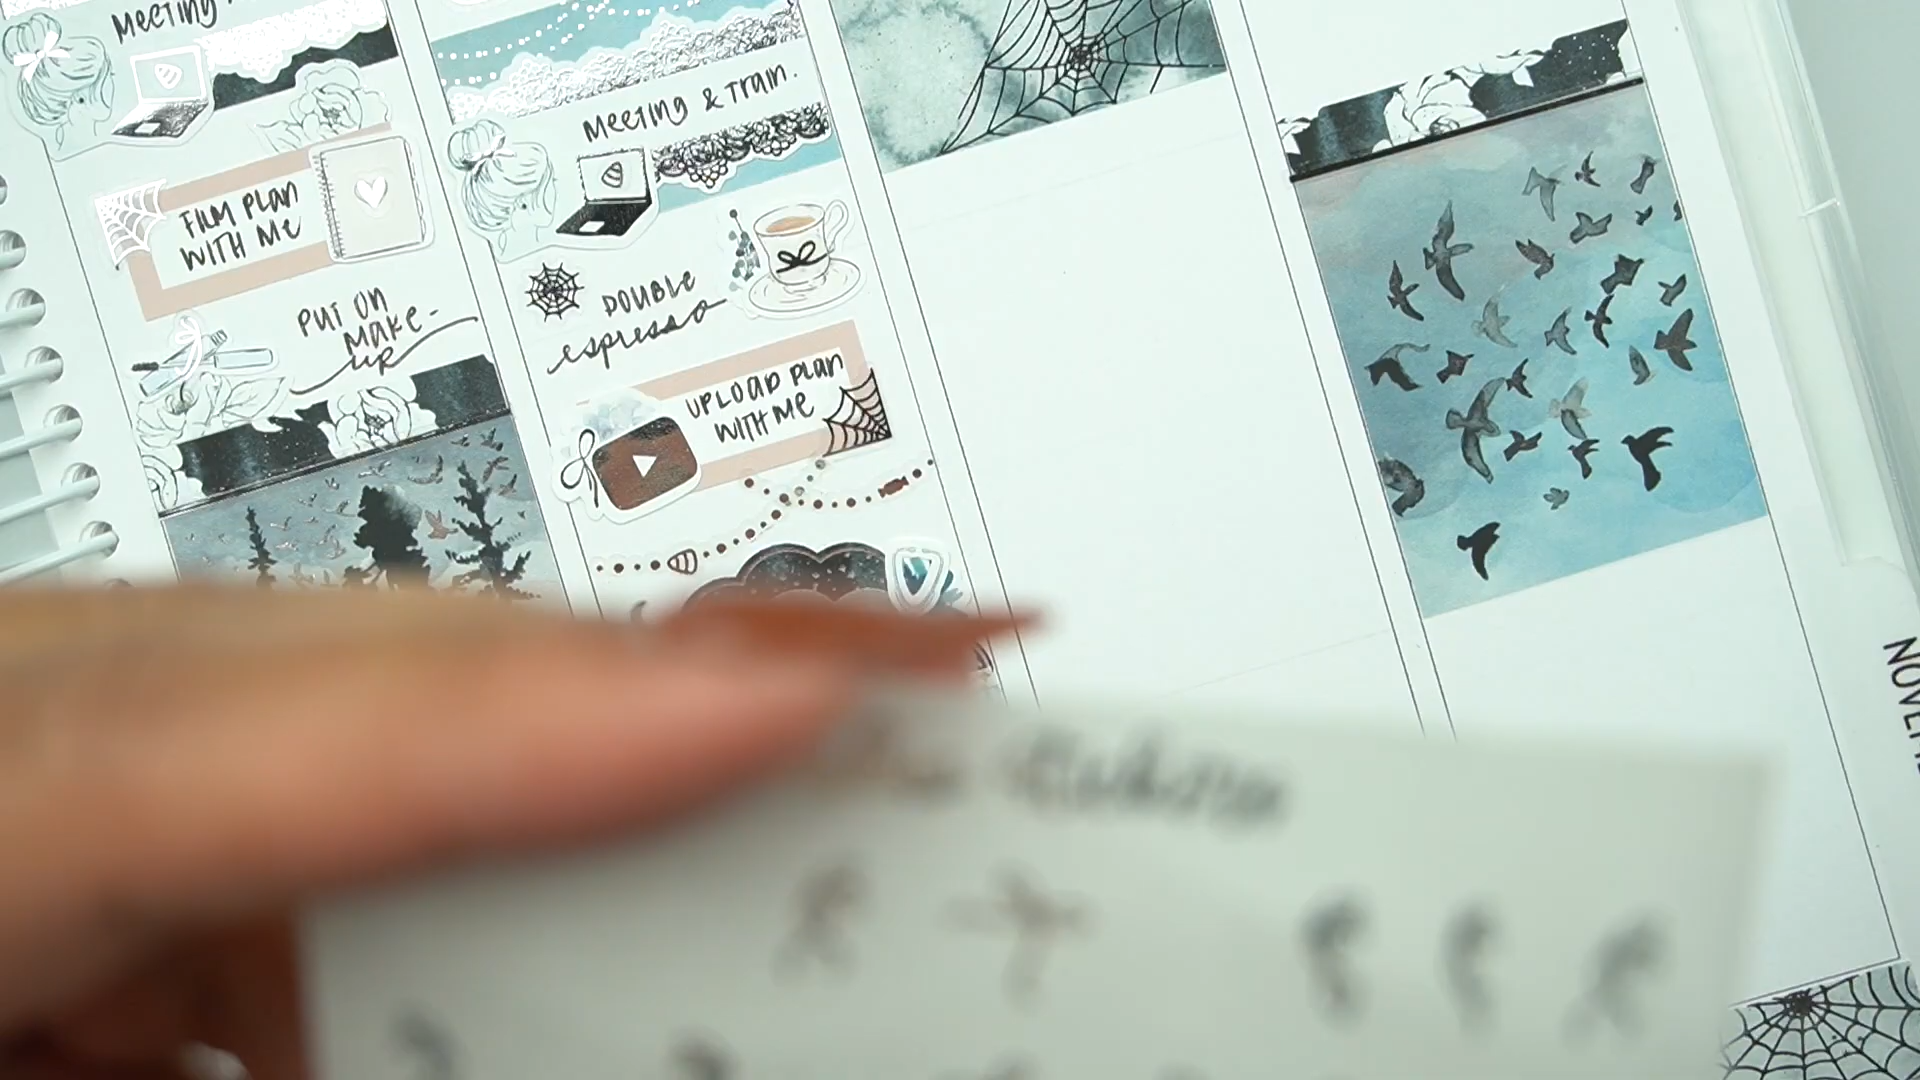 Meeting
FILM PLAN
WITH ME
PUT ON
MAKE-
UP
MEETING & TRAIN.
DOUBLE
espresso
UPLOAD PLAN
WITH ME